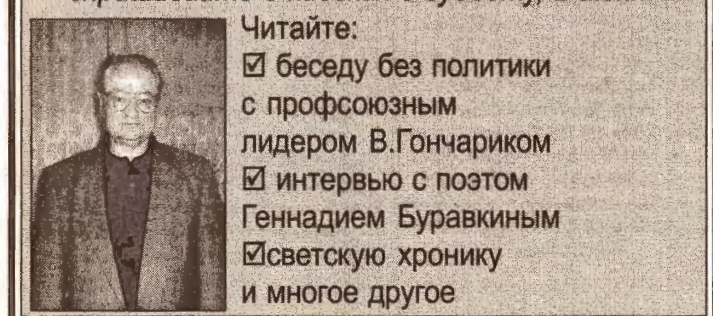 Читайте:
☑ беседу без политики
с профсоюзным
лидером В.Гончариком
☑ интервью с поэтом
Геннадием Буравкиным
☑светскую хронику
и многое другое